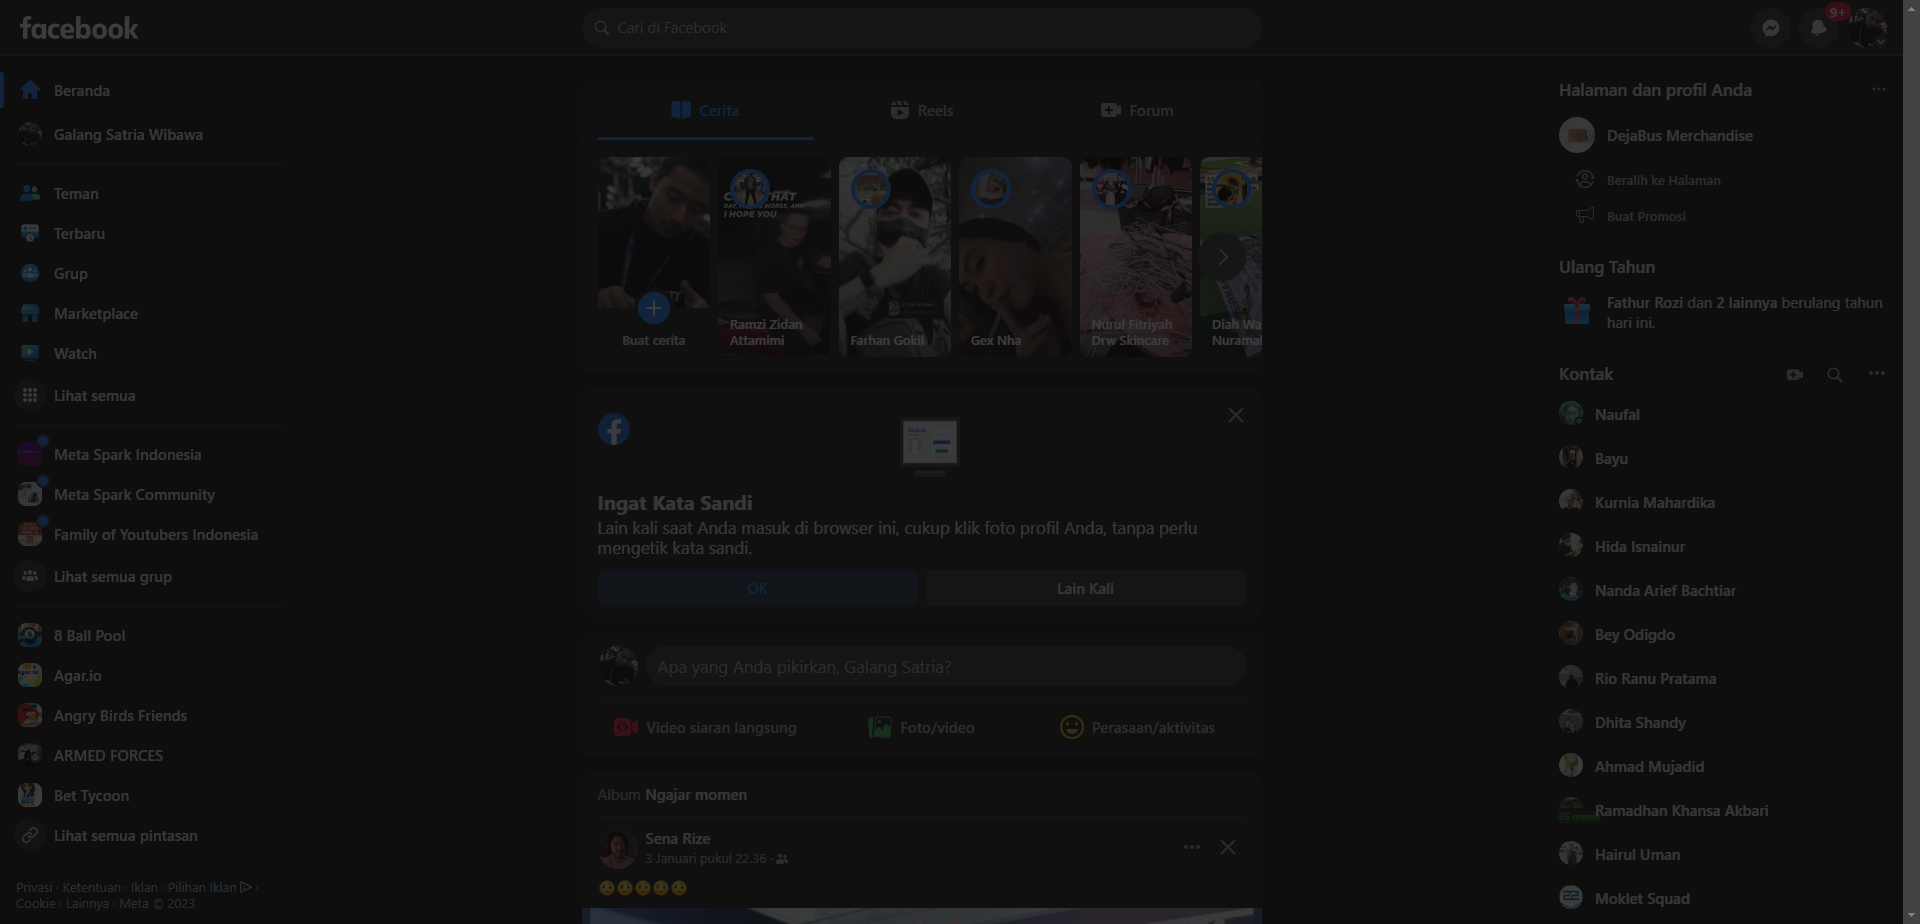 facebook
Cari di Facebook
9+
Beranda
Galang Satria Wibawa
Teman
Terbaru
Grup
Marketplace
Watch
Lihat semua
Meta Spark Indonesia
Meta Spark Community
Family of Youtubers Indonesia
Lihat semua grup
8 Ball Pool
Agar.io
Angry Birds Friends
ARMED FORCES
Bet Tycoon
Lihat semua pintasan
Privasi · Ketentuan · Iklan · Pilihan Iklan ·
Cookie · Lainnya · Meta © 2023
Cerita
Reels
Forum
Buat cerita
THAT
WORSE, AND
I HOPE YOU
Ramzi Zidan
Attamimi
Farhan Gokil
Gex Nha
Nurul Fitriyah
Drw Skincare
Diah Wa
Nuramal
Ingat Kata Sandi
Lain kali saat Anda masuk di browser ini, cukup klik foto profil Anda, tanpa perlu
mengetik kata sandi.
OK
Lain Kali
Apa yang Anda pikirkan, Galang Satria?
Video siaran langsung
Foto/video
Perasaan/aktivitas
Album Ngajar momen
Sena Rize
3 Januari pukul 22.36 ·
Halaman dan profil Anda
DejaBus Merchandise
Beralih ke Halaman
Buat Promosi
Ulang Tahun
Fathur Rozi dan 2 lainnya berulang tahun
hari ini.
Kontak
Naufal
Bayu
Kurnia Mahardika
Hida Isnainur
Nanda Arief Bachtiar
Bey Odigdo
Rio Ranu Pratama
Dhita Shandy
Ahmad Mujadid
Ramadhan Khansa Akbari
35 menit
Hairul Uman
Moklet Squad